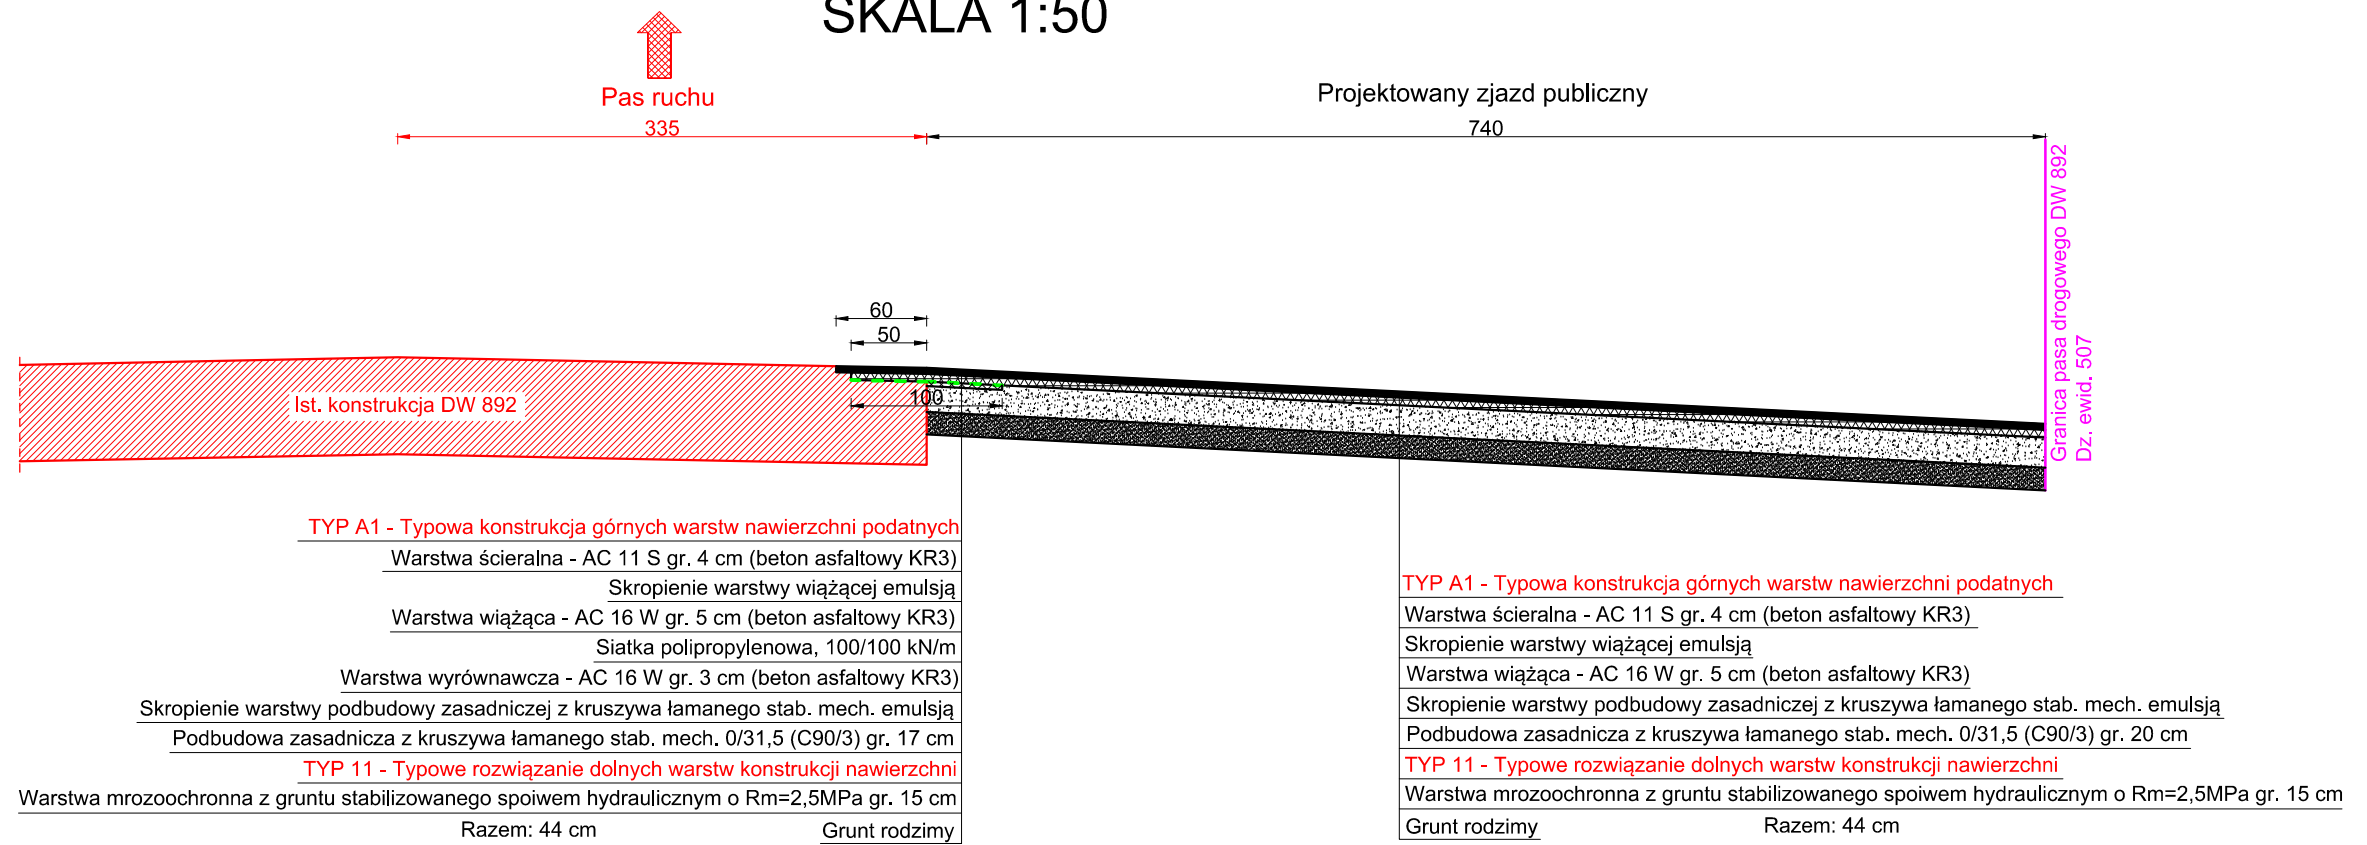 SKALA 1:50
Pas ruchu
Projektowany zjazd publiczny
335
740
Granica pasa drogowego DW 892
Dz. ewid. 507
60
50
100
Ist. konstrukcja DW 892
TYP A1 - Typowa konstrukcja górnych warstw nawierzchni podatnych
Warstwa ścieralna - AC 11 S gr. 4 cm (beton asfaltowy KR3)
Skropienie warstwy wiążącej emulsją
Warstwa wiążąca - AC 16 W gr. 5 cm (beton asfaltowy KR3)
Siatka polipropylenowa, 100/100 kN/m
Warstwa wyrównawcza - AC 16 W gr. 3 cm (beton asfaltowy KR3)
Skropienie warstwy podbudowy zasadniczej z kruszywa łamanego stab. mech. emulsją
Podbudowa zasadnicza z kruszywa łamanego stab. mech. 0/31,5 (C90/3) gr. 17 cm
TYP 11 - Typowe rozwiązanie dolnych warstw konstrukcji nawierzchni
Warstwa mrozoochronna z gruntu stabilizowanego spoiwem hydraulicznym o Rm=2,5MPa gr. 15 cm
Razem: 44 cm
Grunt rodzimy
TYP A1 - Typowa konstrukcja górnych warstw nawierzchni podatnych
Warstwa ścieralna - AC 11 S gr. 4 cm (beton asfaltowy KR3)
Skropienie warstwy wiążącej emulsją
Warstwa wiążąca - AC 16 W gr. 5 cm (beton asfaltowy KR3)
Skropienie warstwy podbudowy zasadniczej z kruszywa łamanego stab. mech. emulsją
Podbudowa zasadnicza z kruszywa łamanego stab. mech. 0/31,5 (C90/3) gr. 20 cm
TYP 11 - Typowe rozwiązanie dolnych warstw konstrukcji nawierzchni
Warstwa mrozoochronna z gruntu stabilizowanego spoiwem hydraulicznym o Rm=2,5MPa gr. 15 cm
Grunt rodzimy
Razem: 44 cm